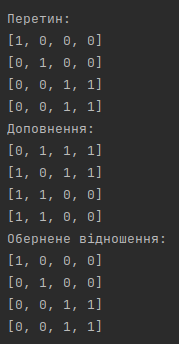 Перетин:
[1, 0, 0, 0]
[0, 1, 0, 0]
[0, 0, 1, 1]
[0, 0, 1, 1]
Доповнення:
[0, 1, 1, 1]
[1, 0, 1, 1]
[1, 1, 0, 0]
[1, 1, 0, 0]
Обернене відношення:
[1, 0, 0, 0]
[0, 1, 0, 0]
[0, 0, 1, 1]
[0, 0, 1, 1]